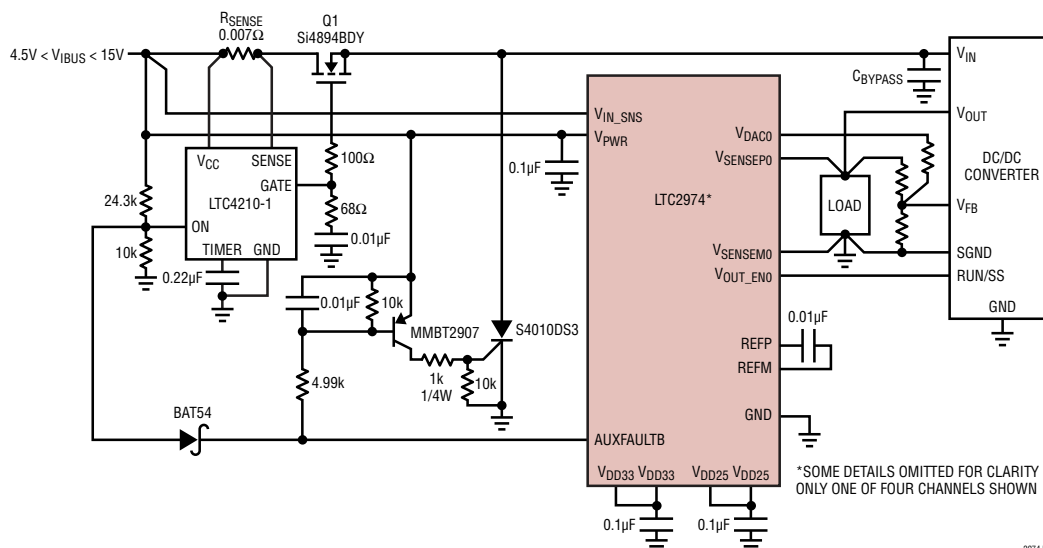 RSENSE
0.007Ω
Q1
Si4894BDY
4.5V < VIBUS < 15V
VIN
CBYPASS
VIN_SNS
VPWR
VOUT
VDAC0
VSENSEP0
VCC SENSE
100Ω
0.1µF
DC/DC
CONVERTER
GATE
LTC4210-1
LTC2974*
24.3k
68Ω
LOAD
VFB
ON
10k
TIMER GND
0.01µF
VSENSEM0
SGND
0.22µF
VOUT_EN0
RUN/SS
0.01µF
10k
MMBT2907
S4010DS3
GND
0.01µF
REFP
REFM
1k
1/4W
10k
4.99k
GND
BAT54
AUXFAULTB
VDD33 VDD33 VDD25 VDD25
*SOME DETAILS OMITTED FOR CLARITY
ONLY ONE OF FOUR CHANNELS SHOWN
0.1µF
0.1µF